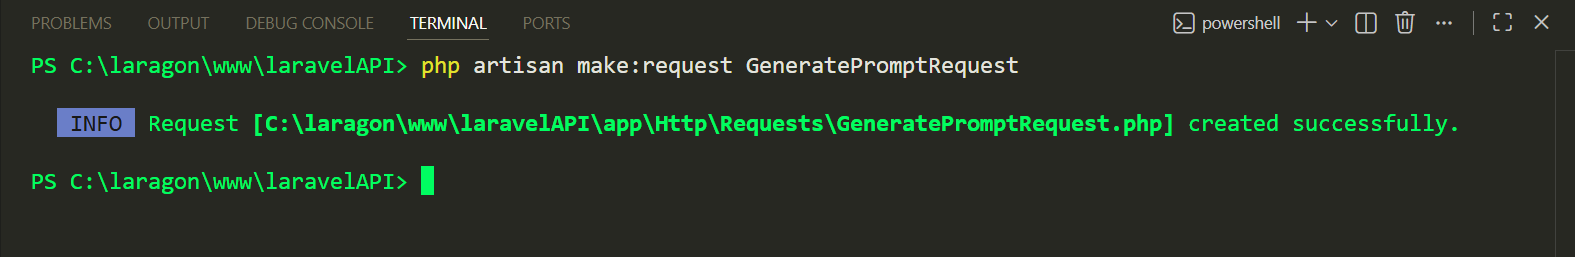 PROBLEMS OUTPUT DEBUG CONSOLE TERMINAL PORTS powershell
PS C:\laragon\www\laravelAPI> php artisan make:request GeneratePromptRequest
INFO Request [C:\laragon\www\laravelAPI\app\Http\Requests\GeneratePromptRequest.php] created successfully.
PS C:\laragon\www\laravelAPI>